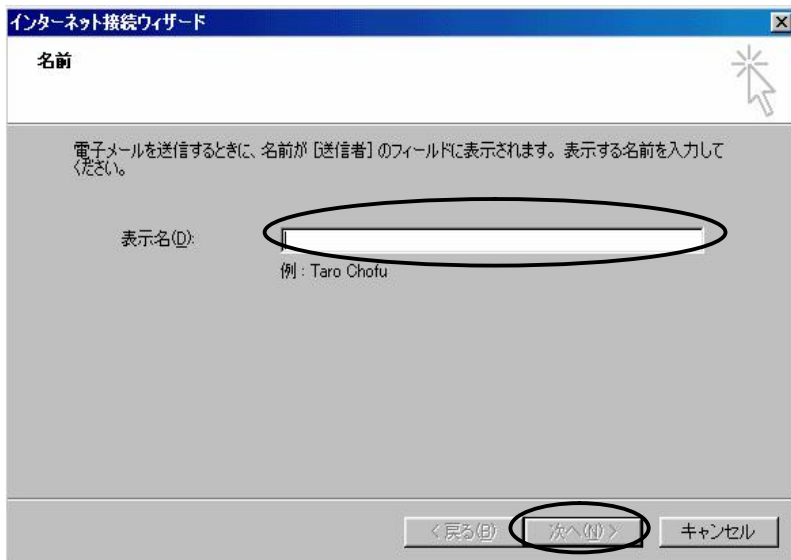 インターネット接続ウィザード
名前
電子メールを送信するときに、名前が [送信者] のフィールドに表示されます。表示する名前を入力して
ください。
表示名(D):
例 : Taro Chofu
< 戻る(B) 次へ(N) > キャンセル